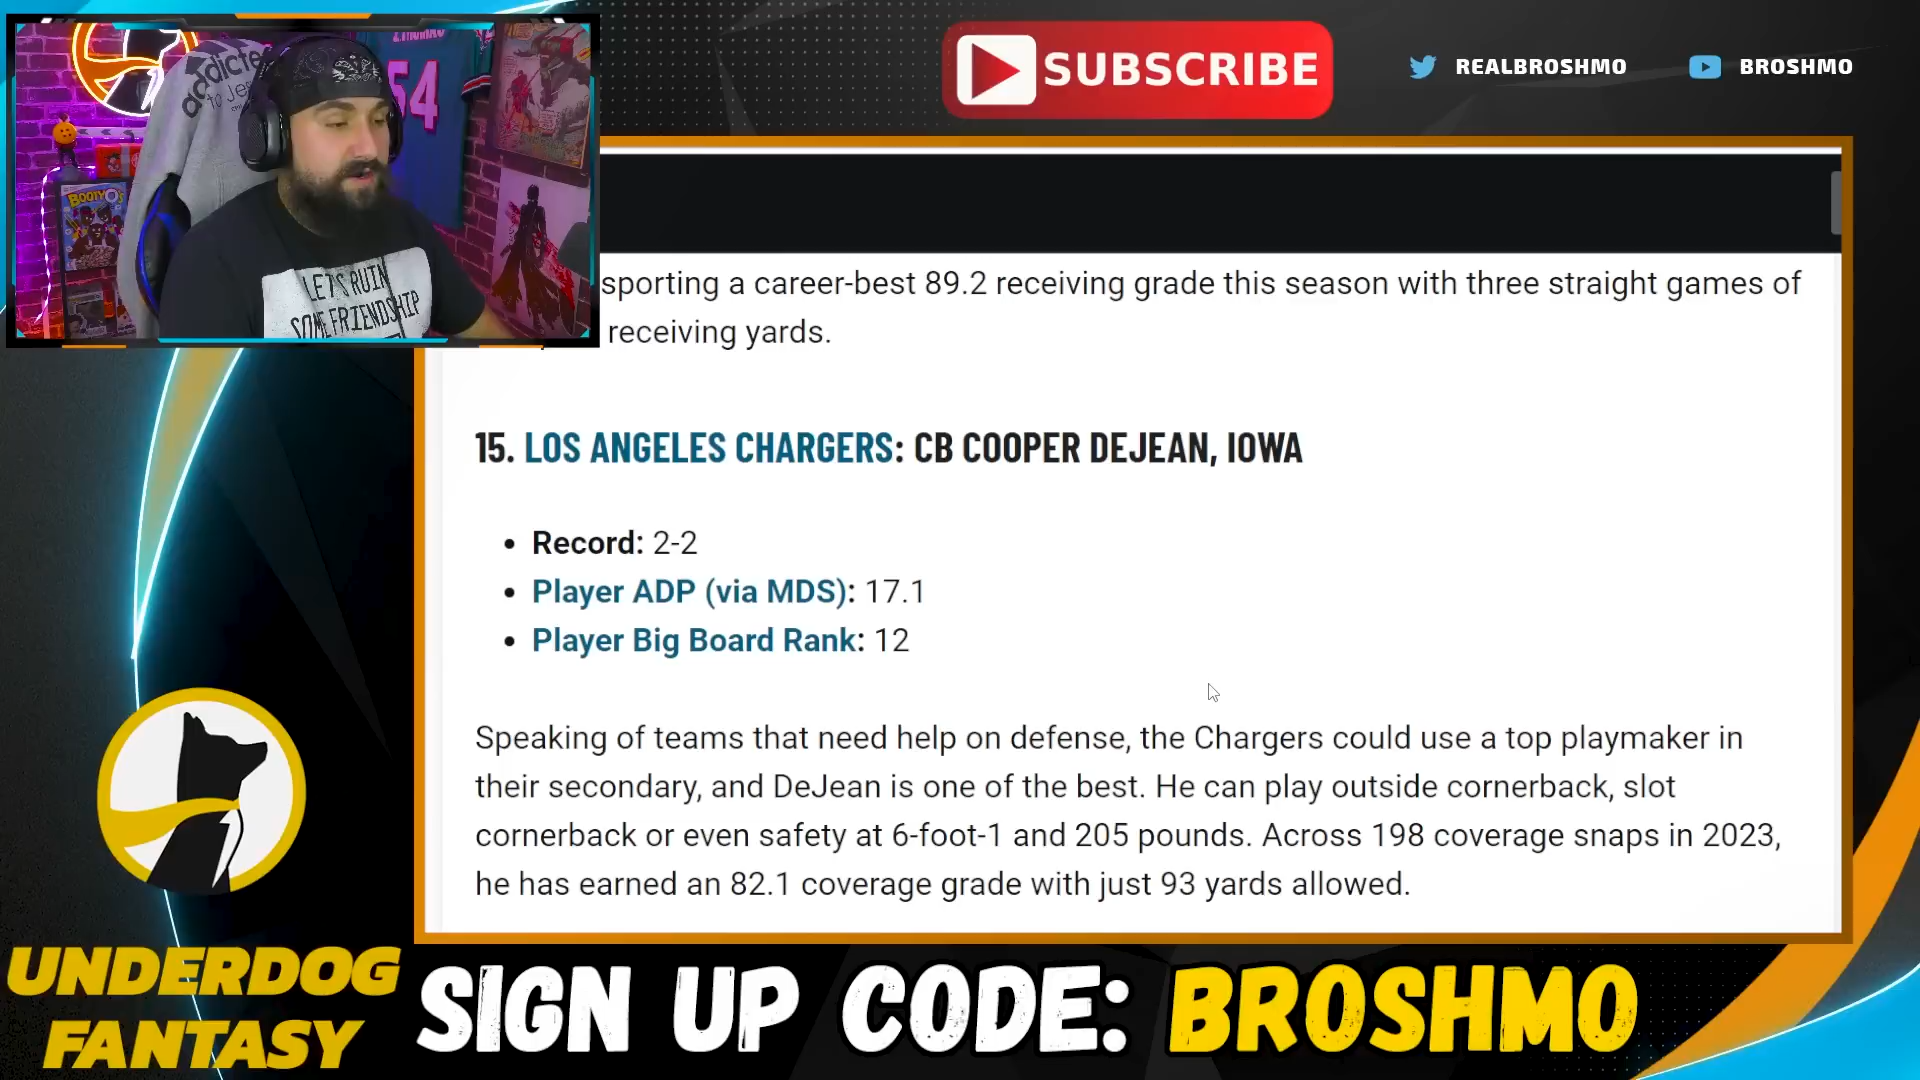 SUBSCRIBE
REALBROSHMO
BROSHMO
addicted
to Jes
54
BOOTY O'S
LET'S RUIN
SOME FRIENDSHIP
sporting a career-best 89.2 receiving grade this season with three straight games of
receiving yards.
15. LOS ANGELES CHARGERS: CB COOPER DEJEAN, IOWA
• Record: 2-2
• Player ADP (via MDS): 17.1
• Player Big Board Rank: 12
Speaking of teams that need help on defense, the Chargers could use a top playmaker in
their secondary, and DeJean is one of the best. He can play outside cornerback, slot
cornerback or even safety at 6-foot-1 and 205 pounds. Across 198 coverage snaps in 2023,
he has earned an 82.1 coverage grade with just 93 yards allowed.
UNDERDOG
FANTASY
SIGN UP CODE: BROSHMO